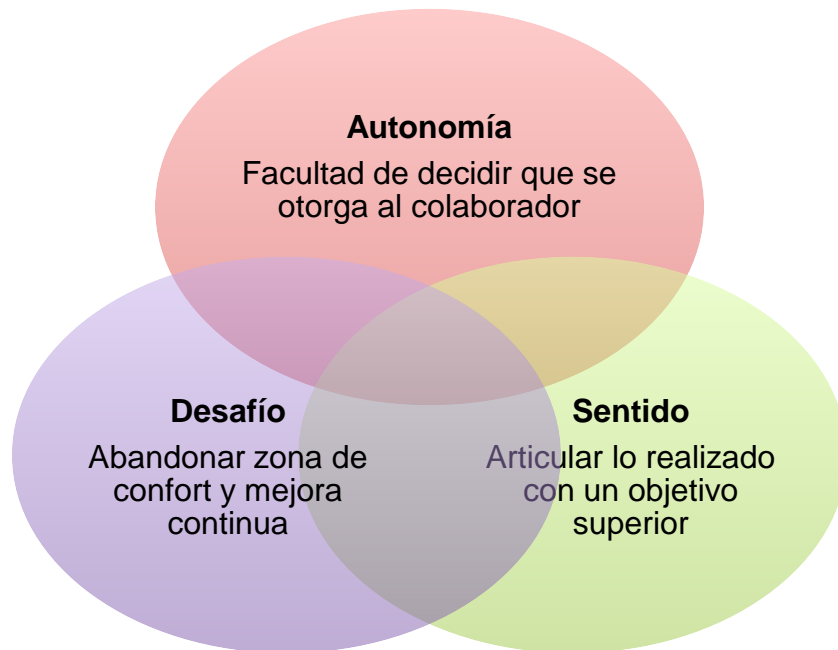 Autonomía
Facultad de decidir que se
otorga al colaborador
Desafío
Abandonar zona de
confort y mejora
continua
Sentido
Articular lo realizado
con un objetivo
superior